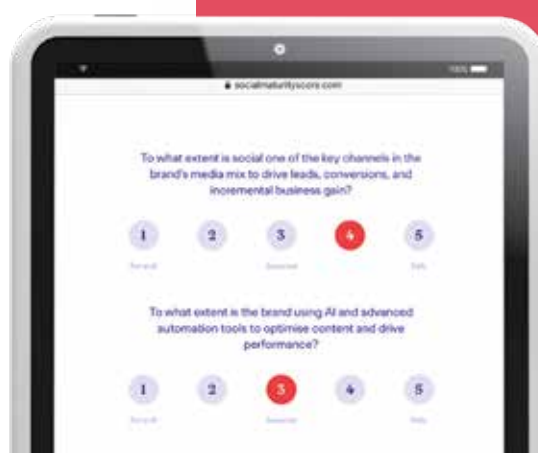 100%
socialmaturityscore.com
To what extent is social one of the key channels in the
brand's media mix to drive leads, conversions, and
incremental business gain?
1 2 3 4 5
To what extent is the brand using AI and advanced
automation tools to optimise content and drive
performance?
1 2 3 4 5